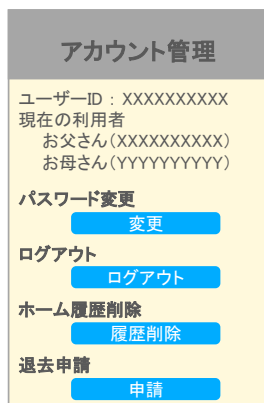 アカウント管理
ユーザーID : XXXXXXXXXX
現在の利用者
お父さん(XXXXXXXXXX)
お母さん(YYYYYYYYYY)
パスワード変更
変更
ログアウト
ログアウト
ホーム履歴削除
履歴削除
退去申請
申請